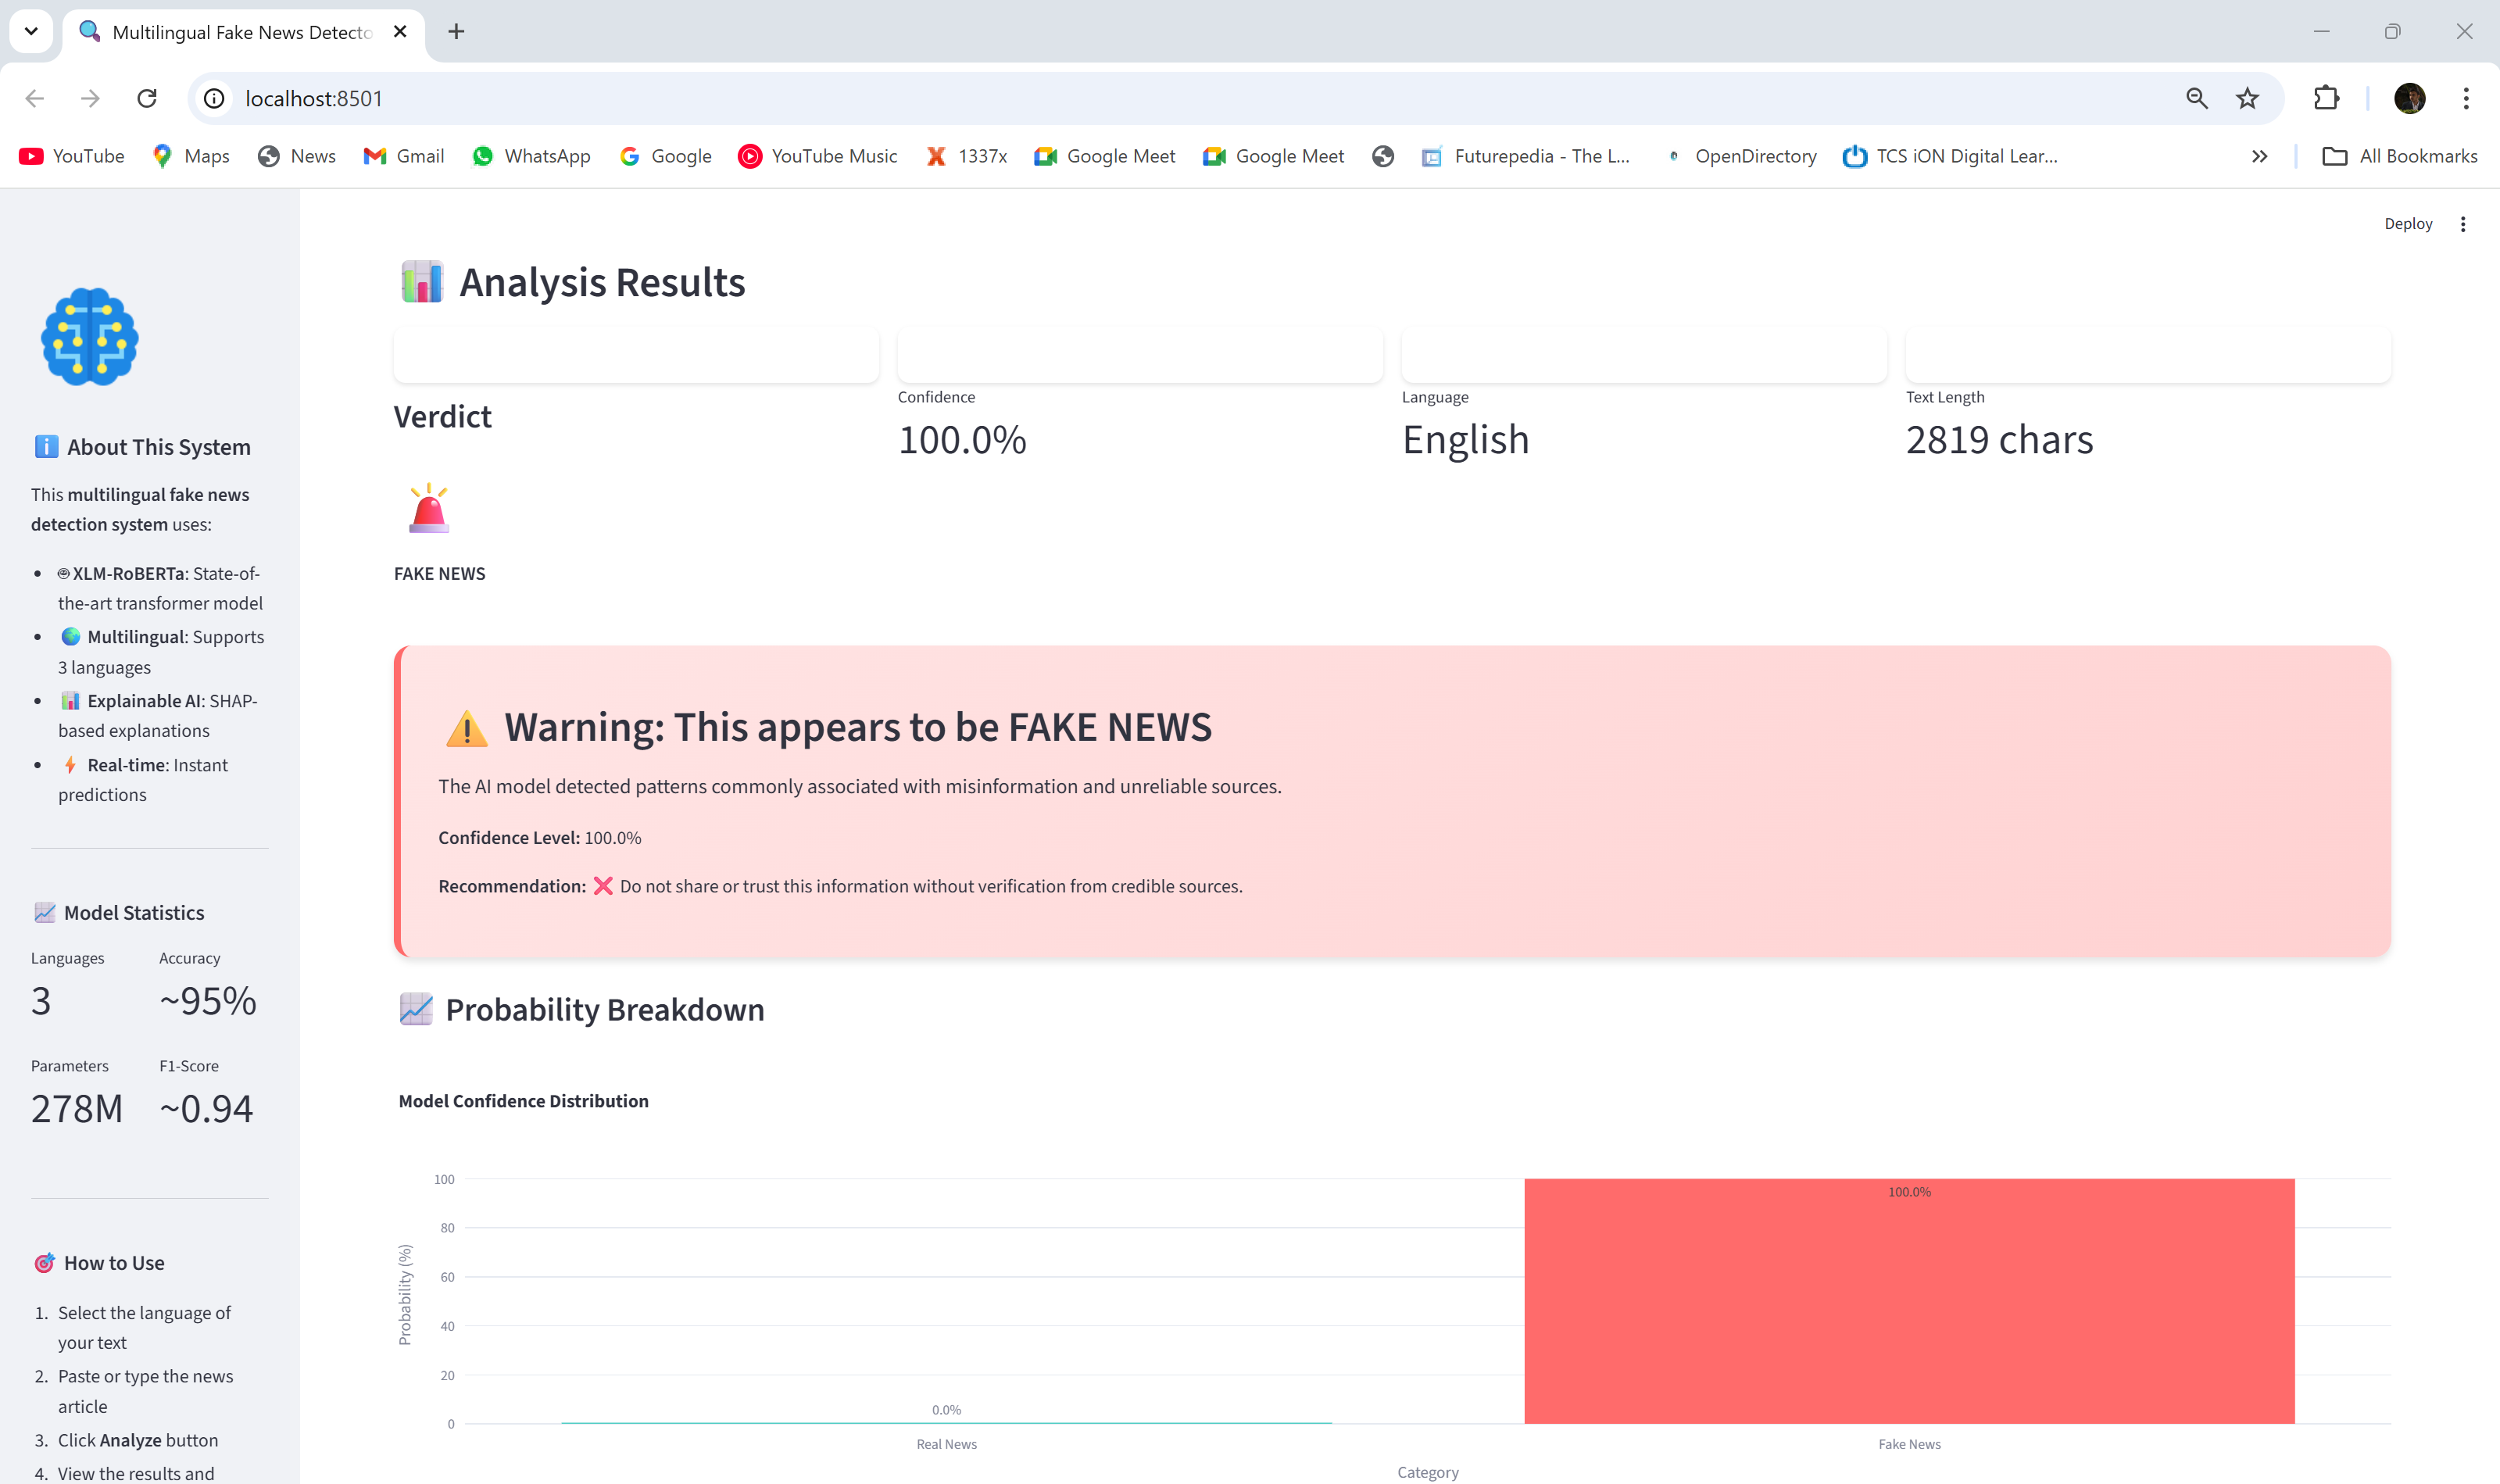 Multilingual Fake News Detecto
localhost:8501
YouTube Maps News Gmail WhatsApp Google YouTube Music 1337x Google Meet Google Meet Futurepedia - The L... OpenDirectory TCS iON Digital Lear... All Bookmarks
Deploy
About This System
This multilingual fake news
detection system uses:
XLM-RoBERTa: State-of-
the-art transformer model
Multilingual: Supports
3 languages
Explainable AI: SHAP-
based explanations
Real-time: Instant
predictions
Model Statistics
Languages Accuracy
3 ~95%
Parameters F1-Score
278M ~0.94
How to Use
1. Select the language of
your text
2. Paste or type the news
article
3. Click Analyze button
4. View the results and
Analysis Results
Verdict
FAKE NEWS
Confidence
100.0%
Language
English
Text Length
2819 chars
Warning: This appears to be FAKE NEWS
The AI model detected patterns commonly associated with misinformation and unreliable sources.
Confidence Level: 100.0%
Recommendation: ❌ Do not share or trust this information without verification from credible sources.
Probability Breakdown
Model Confidence Distribution
Probability (%)
100
80
60
40
20
0
0.0%
100.0%
Real News
Fake News
Category